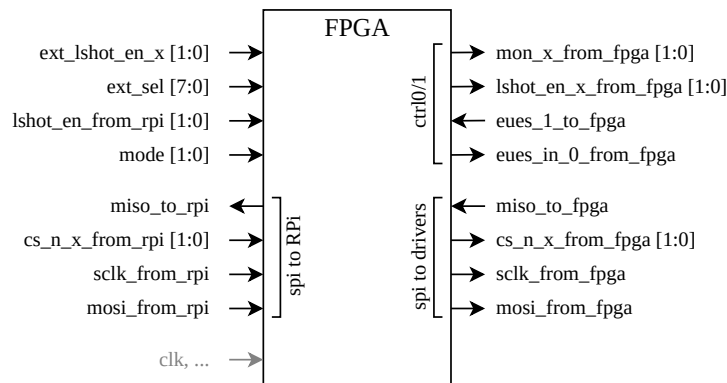 FPGA
ext_lshot_en_x [1:0]
ext_sel [7:0]
lshot_en_from_rpi [1:0]
mode [1:0]
miso_to_rpi
cs_n_x_from_rpi [1:0]
sclk_from_rpi
mosi_from_rpi
clk, ...
spi to RPi
ctrl0/1
spi to drivers
mon_x_from_fpga [1:0]
lshot_en_x_from_fpga [1:0]
eues_1_to_fpga
eues_in_0_from_fpga
miso_to_fpga
cs_n_x_from_fpga [1:0]
sclk_from_fpga
mosi_from_fpga